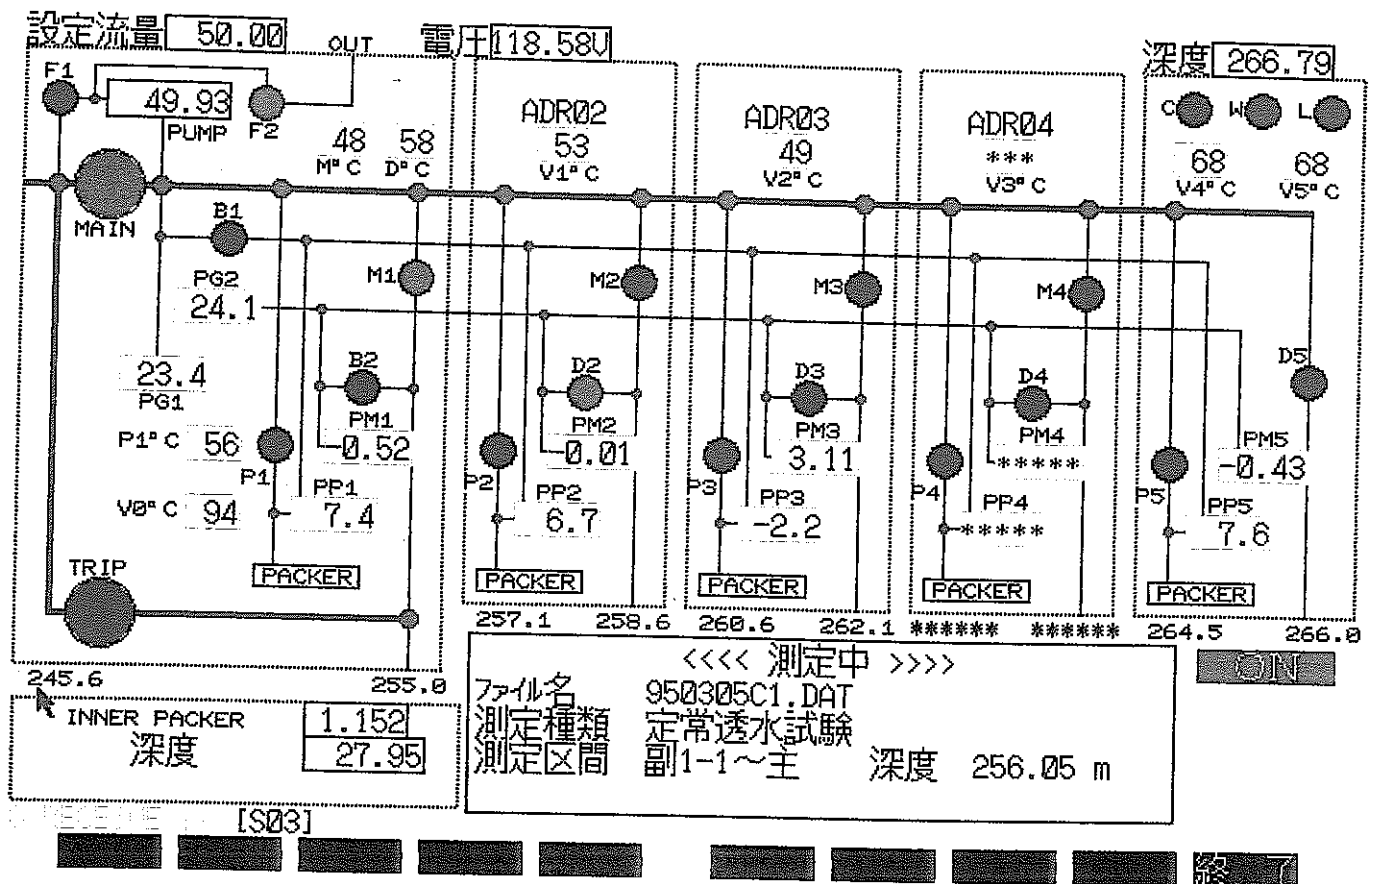 設定流量 50.00 OUT 電圧 118.58V 深度 266.79
F1 49.93 PUMP F2
48 M°C 58 D°C
ADR02
53
V1°C
ADR03
49
V2°C
ADR04
***
V3°C
C W L
68 68
V4°C V5°C
MAIN
B1
PG2
24.1
M1 M2 M3 M4
23.4
PG1
B2 D2 D3 D4 D5
PM1
-0.52
PM2
-0.01
PM3
3.11
PM4
*****
PM5
-0.43
P1°C 56
P1 P2 P3 P4 P5
V0°C 94
PP1
7.4
PP2
6.7
PP3
-2.2
PP4
*****
PP5
7.6
TRIP
PACKER PACKER PACKER PACKER PACKER
245.6 255.0 257.1 258.6 260.6 262.1 ****** ****** 264.5 266.0
ON
INNER PACKER 1.152
深度 27.95
<<<< 測定中 >>>>
ファイル名 950305C1.DAT
測定種類 定常透水試験
測定区間 副1-1～主 深度 256.05 m
[S03]
終 了